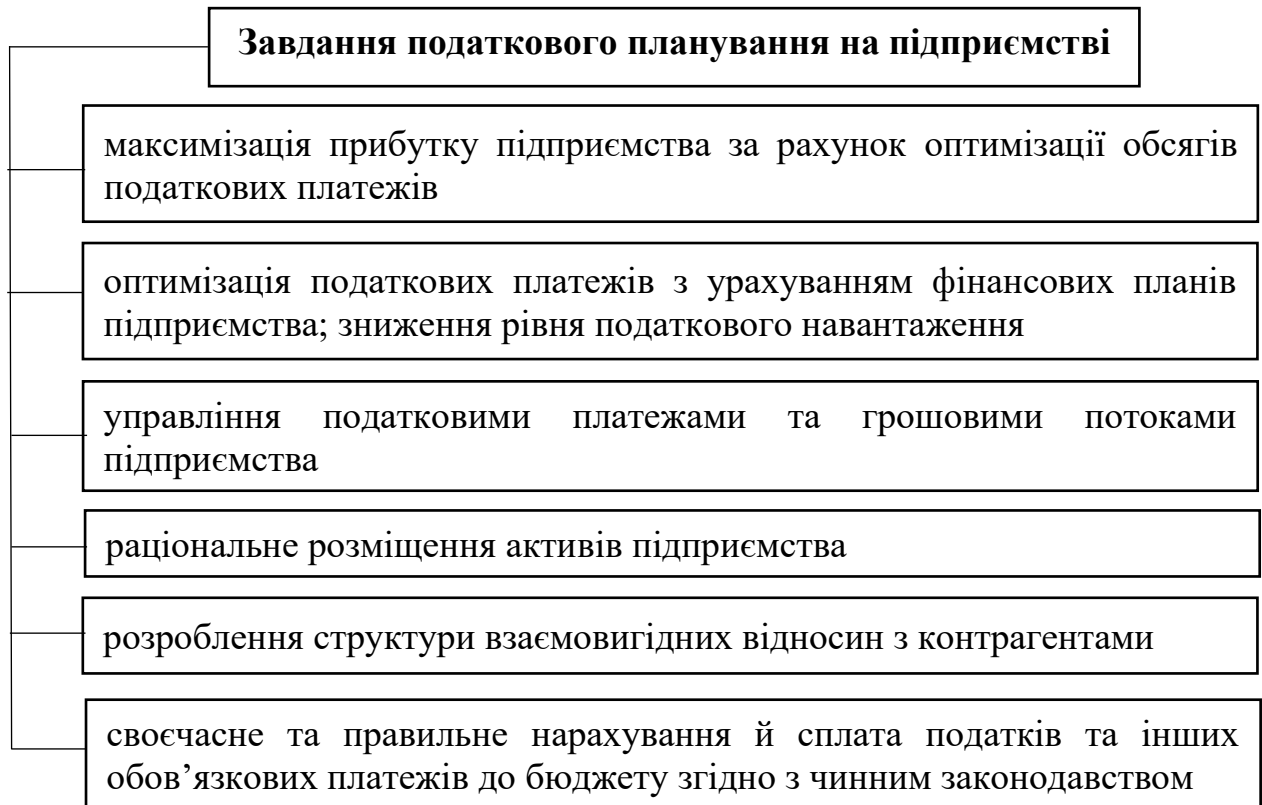 Завдання податкового планування на підприємстві
максимізація прибутку підприємства за рахунок оптимізації обсягів
податкових платежів
оптимізація податкових платежів з урахуванням фінансових планів
підприємства; зниження рівня податкового навантаження
управління податковими платежами та грошовими потоками
підприємства
раціональне розміщення активів підприємства
розроблення структури взаємовигідних відносин з контрагентами
своєчасне та правильне нарахування й сплата податків та інших
обов’язкових платежів до бюджету згідно з чинним законодавством